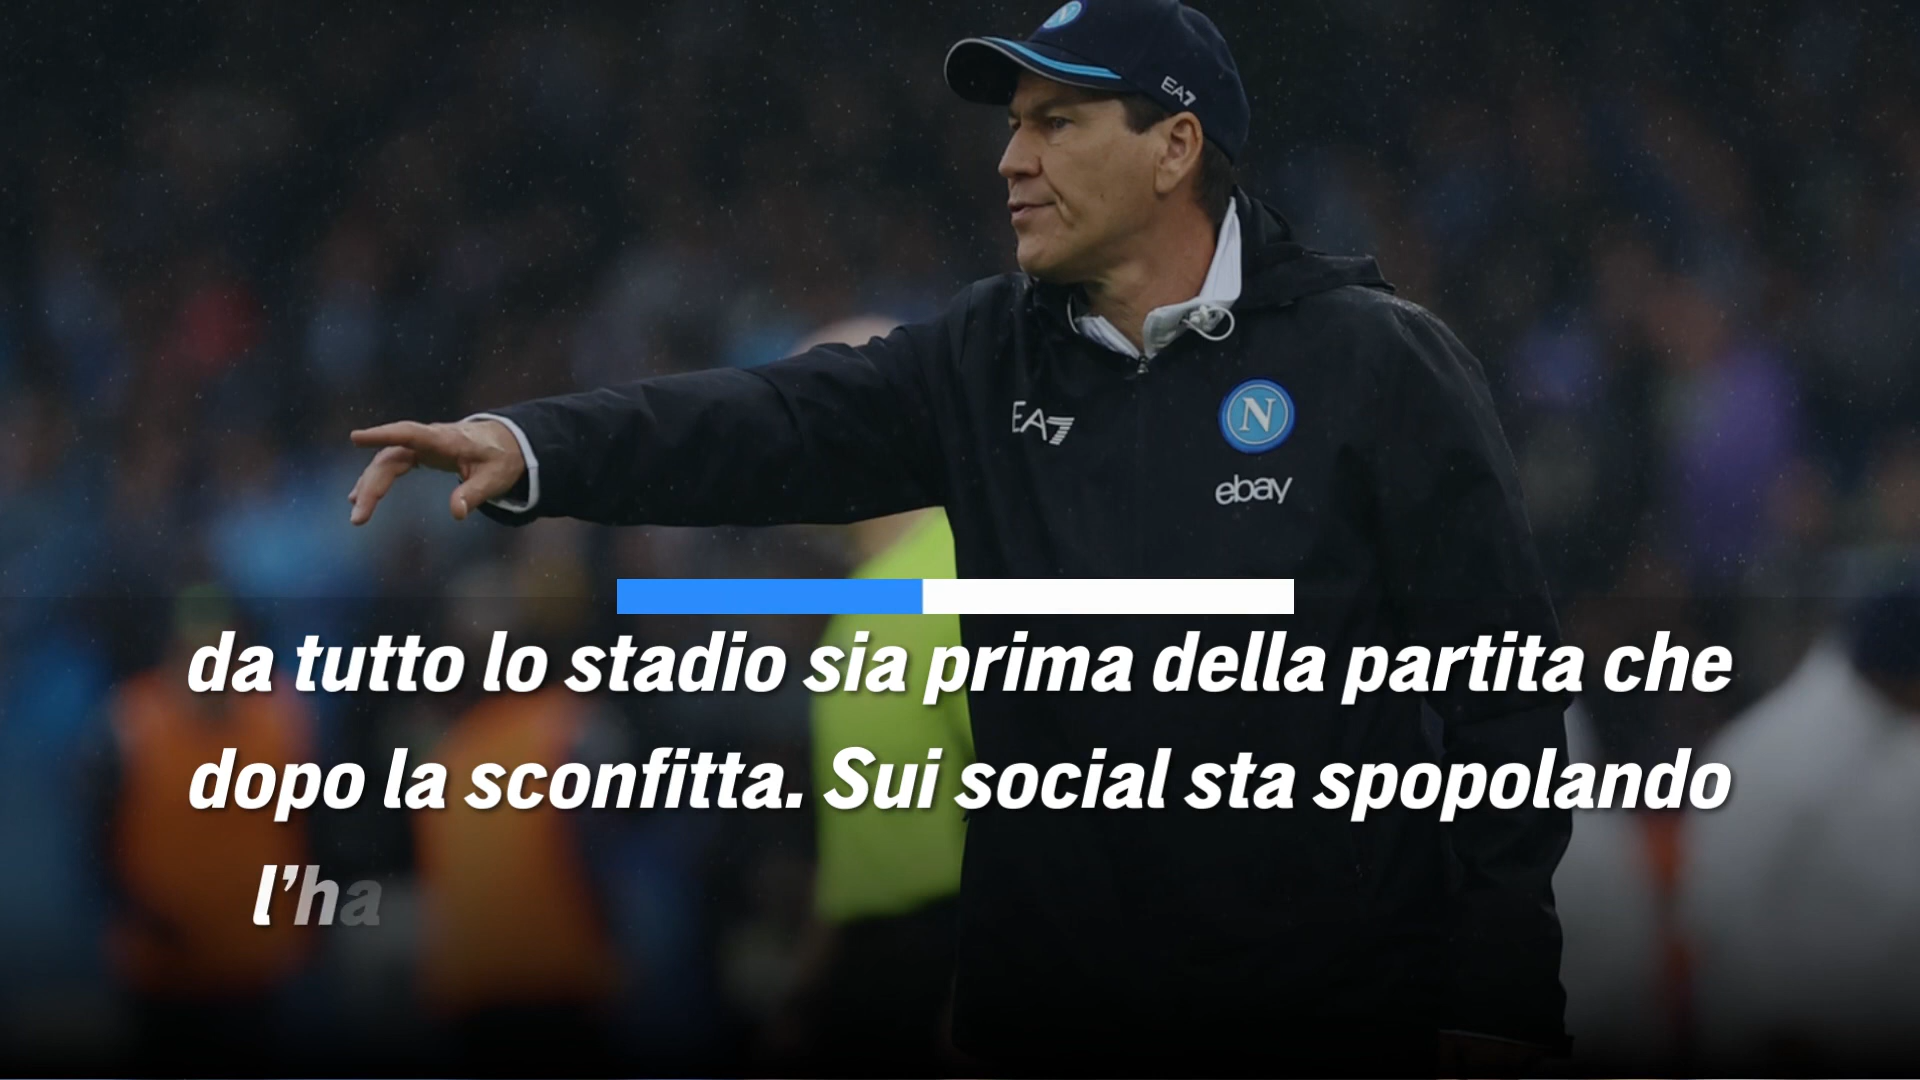 N
EA7
EA7
N
ebay
da tutto lo stadio sia prima della partita che
dopo la sconfitta. Sui social sta spopolando
l’ha